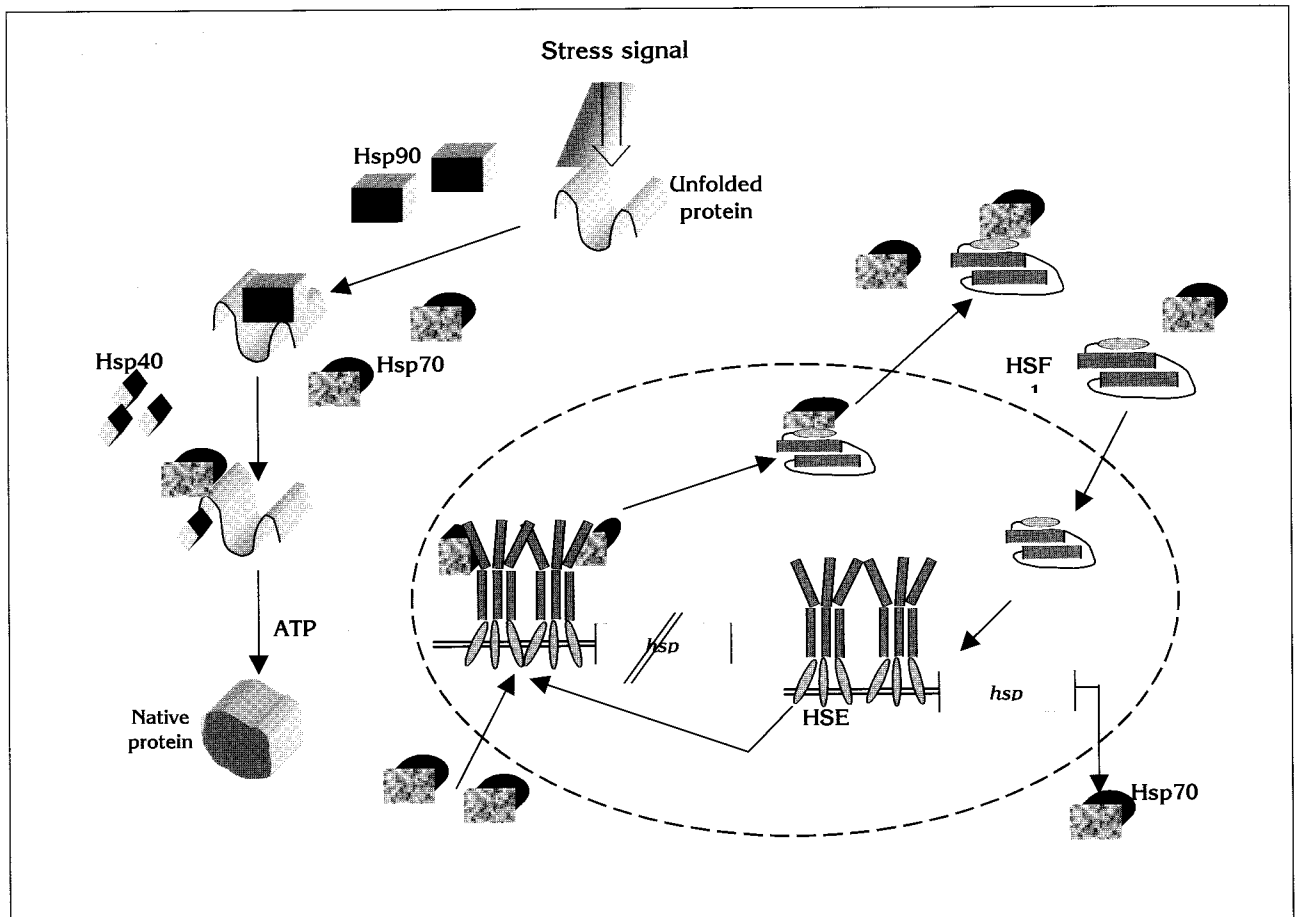 Stress signal
Hsp90
Unfolded
protein
Hsp40
Hsp70
HSF
1
ATP
hsp
hsp
HSE
Native
protein
Hsp70